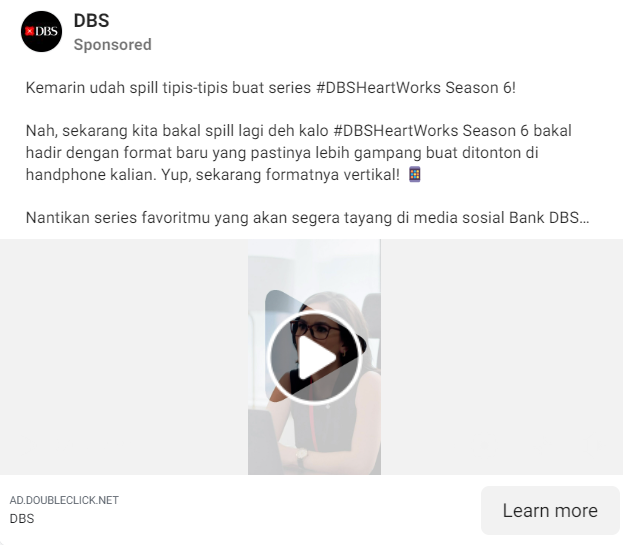 DBS
DBS
Sponsored
Kemarin udah spill tipis-tipis buat series #DBSHeartWorks Season 6!
Nah, sekarang kita bakal spill lagi deh kalo #DBSHeartWorks Season 6 bakal
hadir dengan format baru yang pastinya lebih gampang buat ditonton di
handphone kalian. Yup, sekarang formatnya vertikal! 📱
Nantikan series favoritmu yang akan segera tayang di media sosial Bank DBS...
AD.DOUBLECLICK.NET
DBS
Learn more